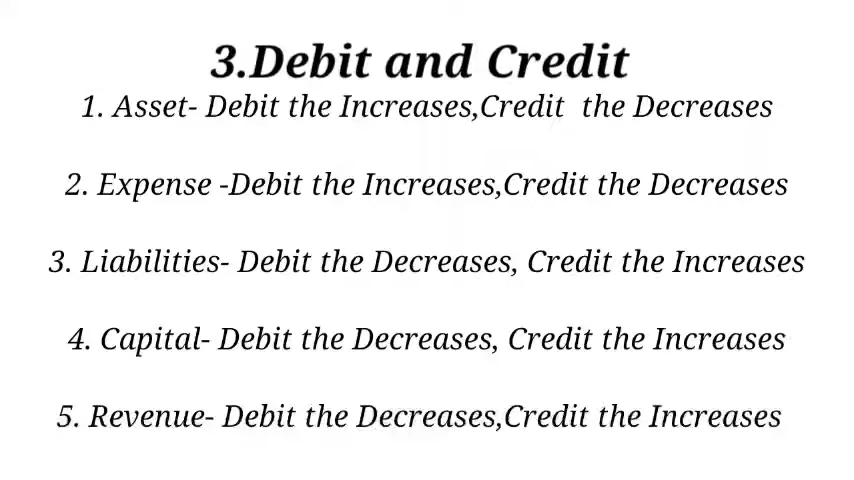 3.Debit and Credit
1. Asset- Debit the Increases,Credit  the Decreases
2. Expense -Debit the Increases,Credit the Decreases
3. Liabilities- Debit the Decreases, Credit the Increases
4. Capital- Debit the Decreases, Credit the Increases
5. Revenue- Debit the Decreases,Credit the Increases